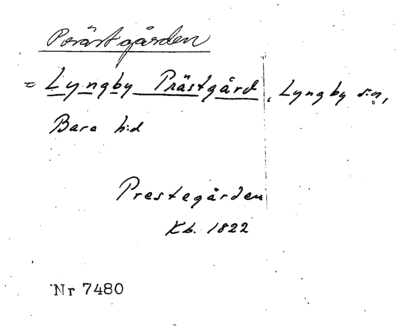 Prästgården
= Lyngby Prästgård, Lyngby sn,
Bara hd
Prestegården
Kb. 1822
Nr 7480